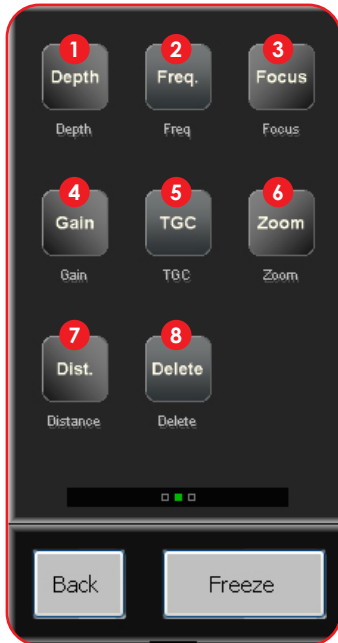 1 2 3
Depth Freq. Focus
Depth Freq Focus
4 5 6
Gain TGC Zoom
Gain TGC Zoom
7 8
Dist. Delete
Distance Delete
Back Freeze